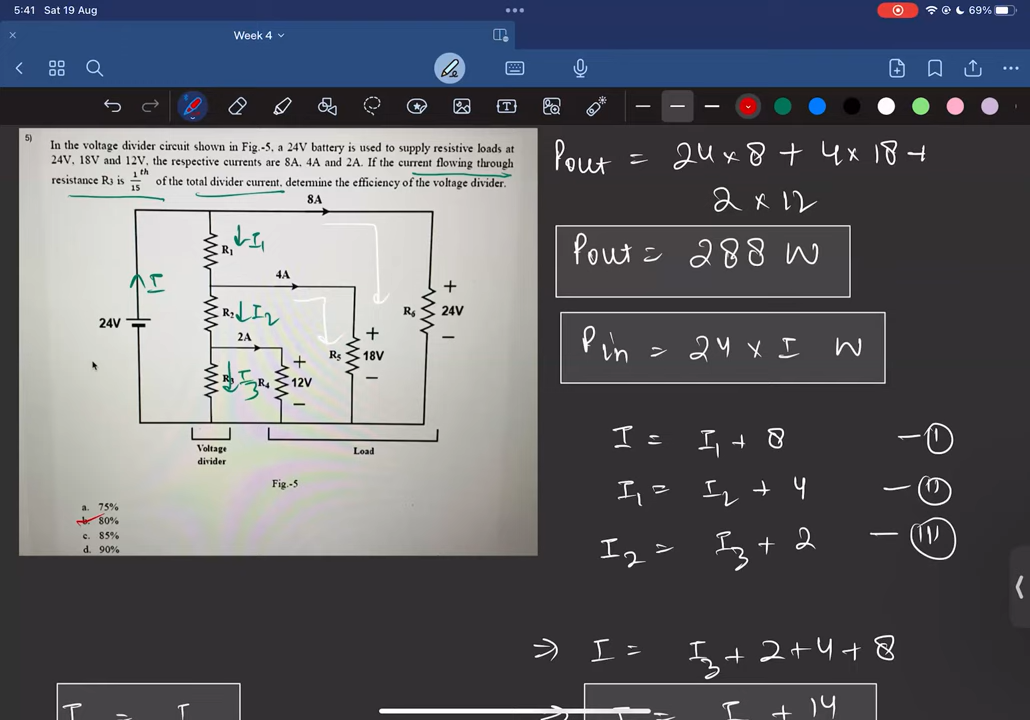 5:41 Sat 19 Aug
69%
Week 4
5)
In the voltage divider circuit shown in Fig.-5, a 24V battery is used to supply resistive loads at
24V, 18V and 12V, the respective currents are 8A, 4A and 2A. If the current flowing through
resistance R3 is 1/15 th of the total divider current, determine the efficiency of the voltage divider.
8A
R1
I1
4A
I
R2
I2
R6
24V
24V
2A
R5
18V
R3
I3
R4
12V
+
−
+
−
+
−
Voltage
divider
Load
Fig.-5
a. 75%
b. 80%
c. 85%
d. 90%
Pout = 24 × 8 + 4 × 18 +
2 × 12
Pout = 288 W
Pin = 24 × I W
I = I1 + 8 — (I)
I1 = I2 + 4 — (II)
I2 = I3 + 2 — (III)
⇒ I = I3 + 2 + 4 + 8